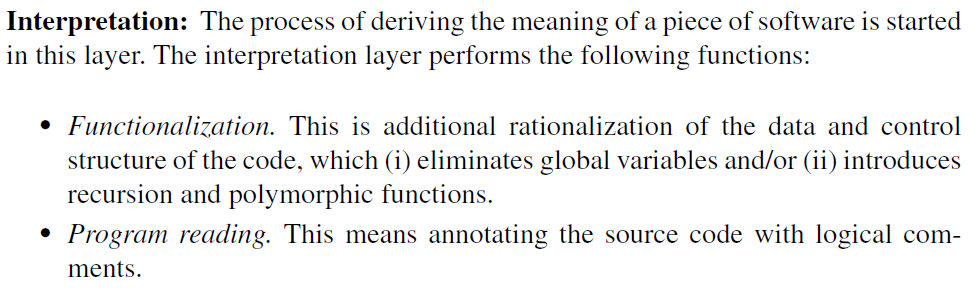 Interpretation: The process of deriving the meaning of a piece of software is started
in this layer. The interpretation layer performs the following functions:
• Functionalization. This is additional rationalization of the data and control
structure of the code, which (i) eliminates global variables and/or (ii) introduces
recursion and polymorphic functions.
• Program reading. This means annotating the source code with logical com-
ments.